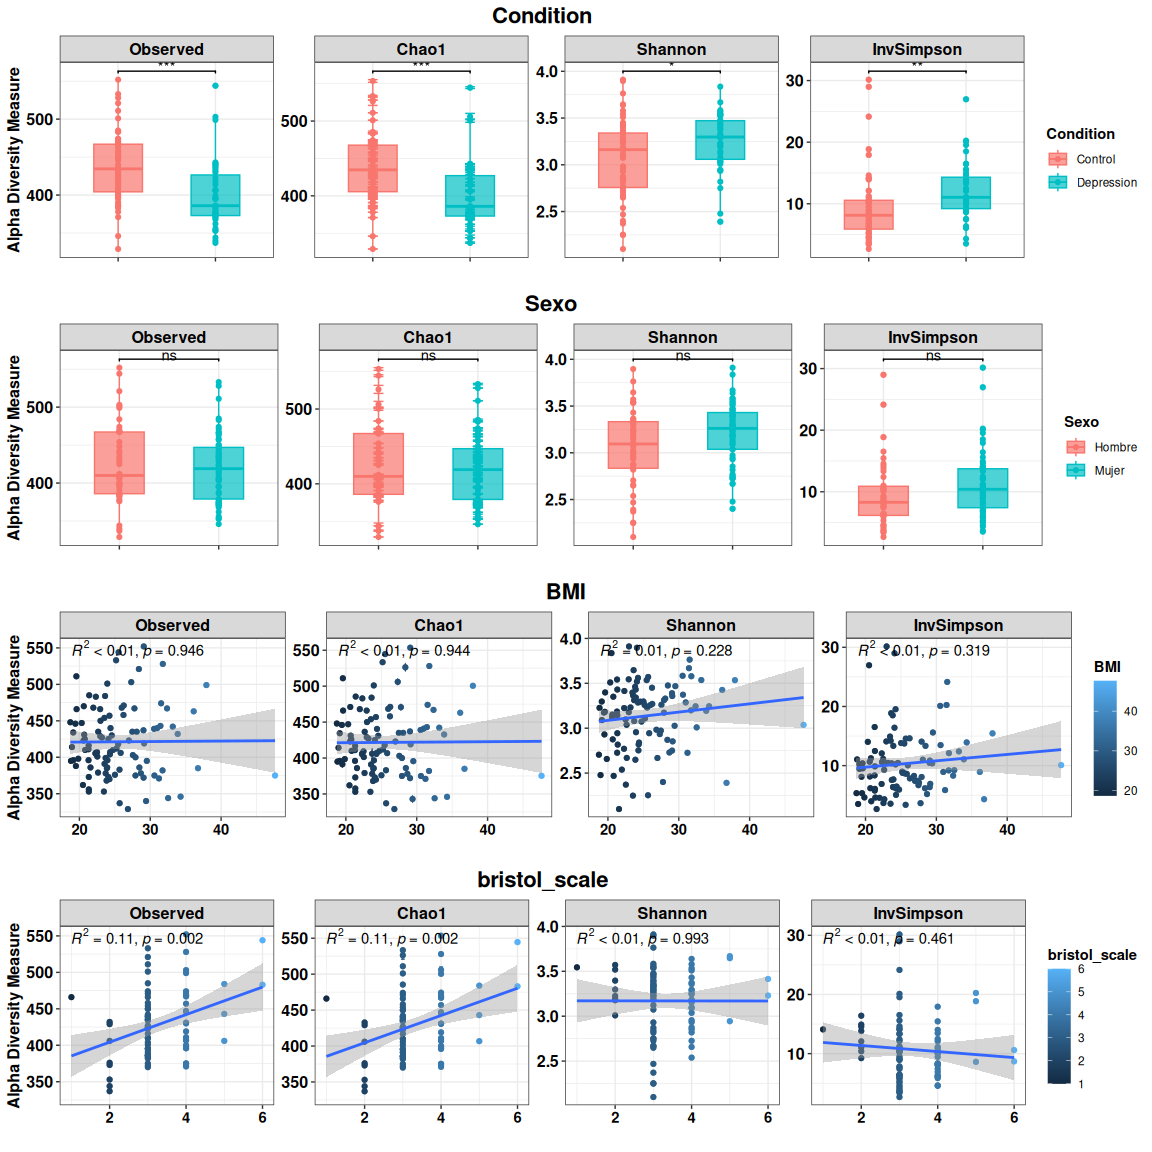 Condition
Observed Chao1 Shannon InvSimpson
*** *** * **
Alpha Diversity Measure
500
400
500
400
4.0
3.5
3.0
2.5
30
20
10
Condition
Control
Depression
Sexo
Observed Chao1 Shannon InvSimpson
ns ns ns ns
Alpha Diversity Measure
500
400
500
400
4.0
3.5
3.0
2.5
30
20
10
Sexo
Hombre
Mujer
BMI
Observed Chao1 Shannon InvSimpson
R² < 0.01, p = 0.946 R² < 0.01, p = 0.944 R² = 0.01, p = 0.228 R² < 0.01, p = 0.319
Alpha Diversity Measure
550
500
450
400
350
550
500
450
400
350
4.0
3.5
3.0
2.5
30
20
10
20 30 40 20 30 40 20 30 40 20 30 40
BMI
40
30
20
bristol_scale
Observed Chao1 Shannon InvSimpson
R² = 0.11, p = 0.002 R² = 0.11, p = 0.002 R² < 0.01, p = 0.993 R² < 0.01, p = 0.461
Alpha Diversity Measure
550
500
450
400
350
550
500
450
400
350
4.0
3.5
3.0
2.5
30
20
10
2 4 6 2 4 6 2 4 6 2 4 6
bristol_scale
6
5
4
3
2
1